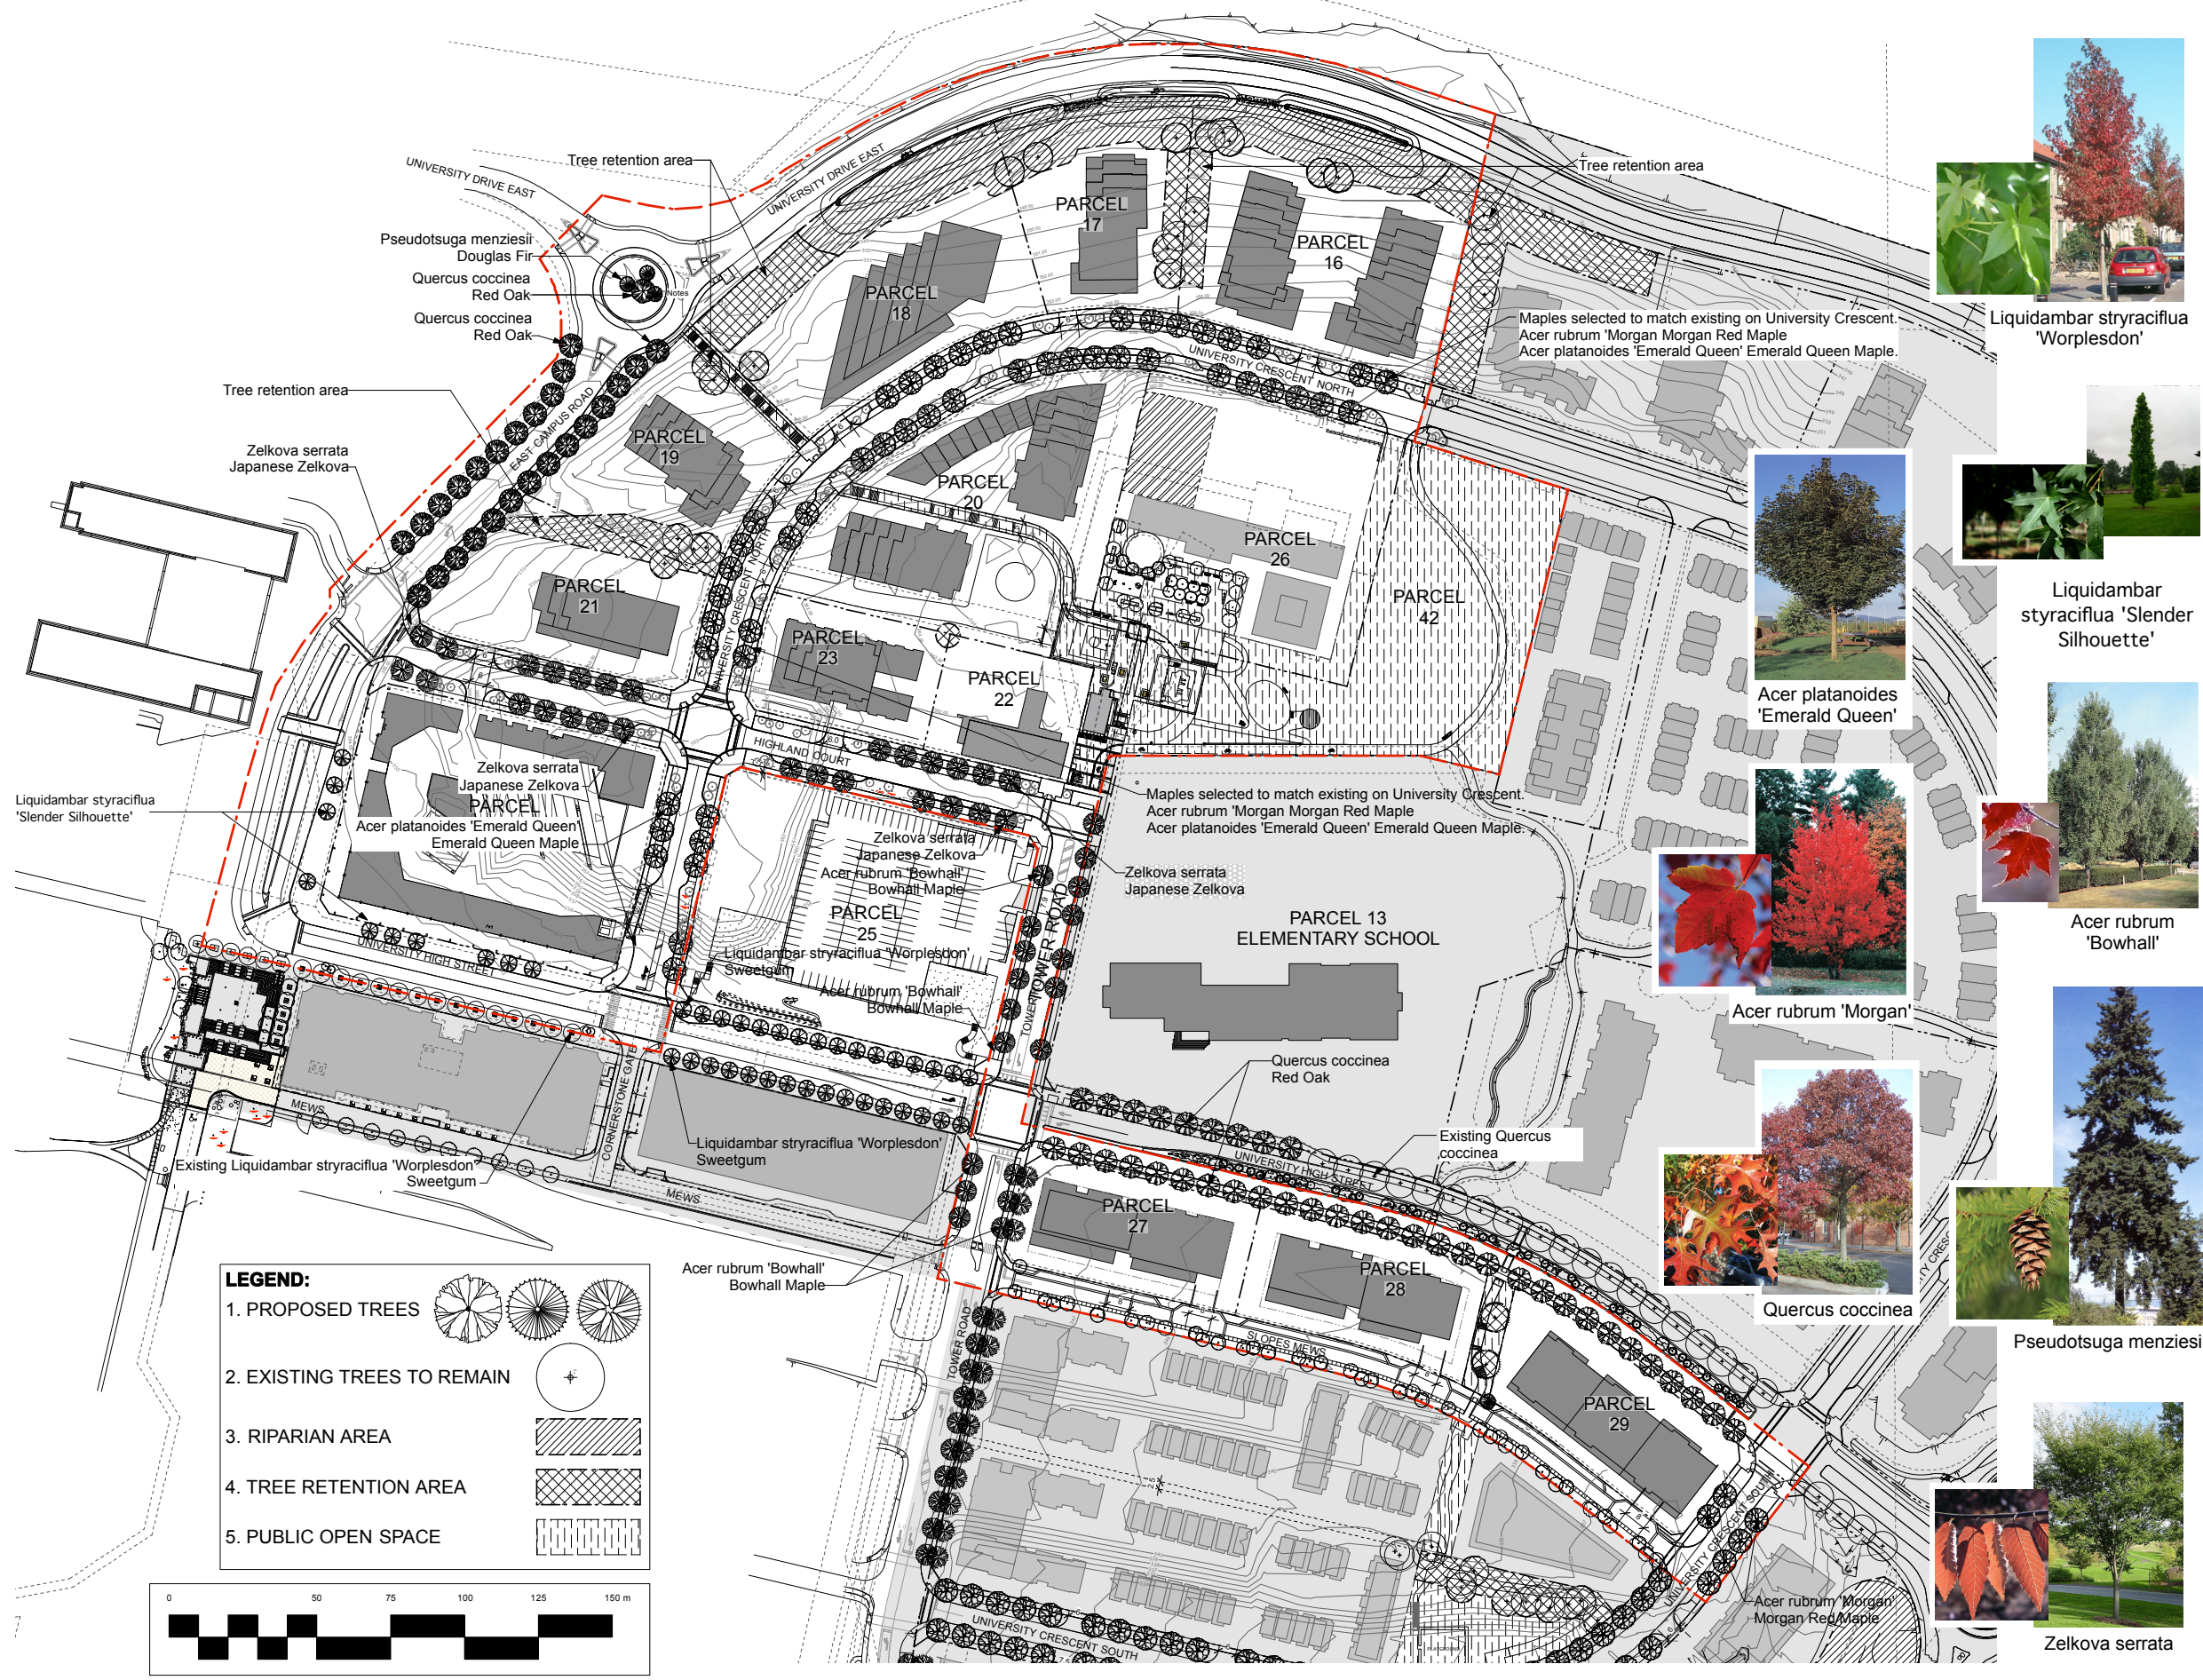 UNIVERSITY DRIVE EAST
Tree retention area
UNIVERSITY DRIVE EAST
Tree retention area
Pseudotsuga menziesii
Douglas Fir
Quercus coccinea
Red Oak
Quercus coccinea
Red Oak
Notes
PARCEL
17
PARCEL
16
PARCEL
18
Maples selected to match existing on University Crescent.
Acer rubrum 'Morgan Morgan Red Maple
Acer platanoides 'Emerald Queen' Emerald Queen Maple.
UNIVERSITY CRESCENT NORTH
Tree retention area
EAST CAMPUS ROAD
Zelkova serrata
Japanese Zelkova
PARCEL
19
PARCEL
20
PARCEL
26
PARCEL
42
PARCEL
21
UNIVERSITY CRESCENT NORTH
PARCEL
23
PARCEL
22
HIGHLAND COURT
Zelkova serrata
Japanese Zelkova
PARCEL
Acer platanoides 'Emerald Queen'
Emerald Queen Maple
Liquidambar styraciflua
'Slender Silhouette'
Maples selected to match existing on University Crescent.
Acer rubrum 'Morgan Morgan Red Maple
Acer platanoides 'Emerald Queen' Emerald Queen Maple.
Zelkova serrata
Japanese Zelkova
Acer rubrum 'Bowhall'
Bowhall Maple
Zelkova serrata
Japanese Zelkova
PARCEL
25
TOWER ROAD
TOWER
PARCEL 13
ELEMENTARY SCHOOL
UNIVERSITY HIGH STREET
Liquidambar stryraciflua 'Worplesdon'
Sweetgum
Acer rubrum 'Bowhall'
Bowhall Maple
Quercus coccinea
Red Oak
MEWS
CORNERSTONE GATE
Liquidambar stryraciflua 'Worplesdon'
Sweetgum
Existing Quercus
coccinea
UNIVERSITY HIGH STREET
Existing Liquidambar stryraciflua 'Worplesdon'
Sweetgum
MEWS
PARCEL
27
Acer rubrum 'Bowhall'
Bowhall Maple
PARCEL
28
TOWER ROAD
SLOPES MEWS
PARCEL
29
UNIVERSITY CRESCENT SOUTH
Acer rubrum 'Morgan'
Morgan Red Maple
UNIVERSITY CRESCENT SOUTH
LEGEND:
1. PROPOSED TREES
2. EXISTING TREES TO REMAIN
3. RIPARIAN AREA
4. TREE RETENTION AREA
5. PUBLIC OPEN SPACE
0 50 75 100 125 150 m
Liquidambar stryraciflua
'Worplesdon'
Liquidambar
styraciflua 'Slender
Silhouette'
Acer platanoides
'Emerald Queen'
Acer rubrum
'Bowhall'
Acer rubrum 'Morgan'
Quercus coccinea
Pseudotsuga menziesi
Zelkova serrata